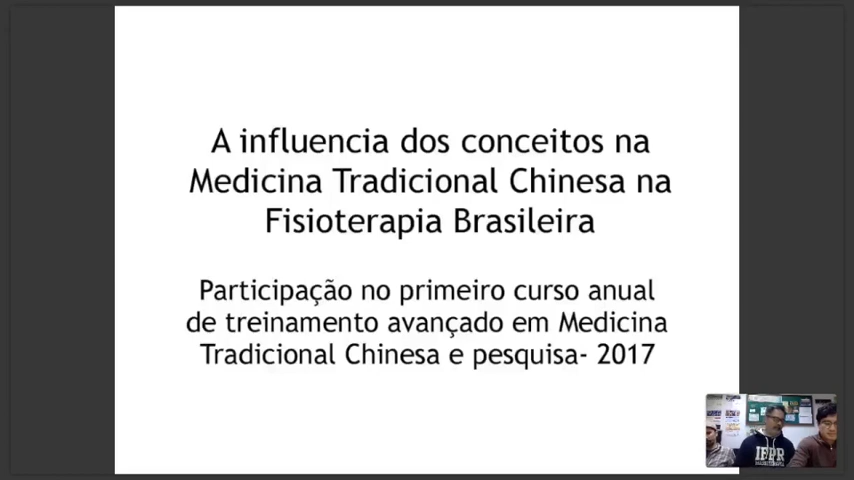 A influencia dos conceitos na
Medicina Tradicional Chinesa na
Fisioterapia Brasileira
Participação no primeiro curso anual
de treinamento avançado em Medicina
Tradicional Chinesa e pesquisa- 2017
IFPR